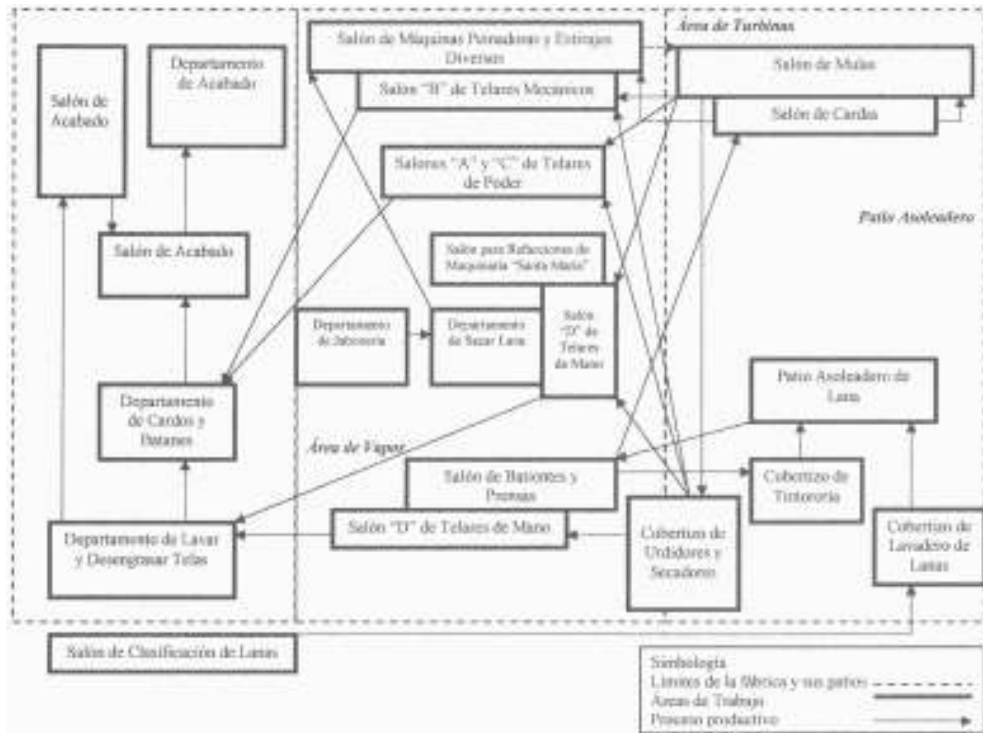 Área de Turbinas
Salón de Máquinas Peinadoras y Estirajes
Diversos
Salón "B" de Telares Mecánicos
Salón de Mulas
Salón de Cardas
Departamento
de Acabado
Salón de
Acabado
Salones "A" y "C" de Telares
de Poder
Patio Asoleadero
Salón de Acabado
Salón para Refacciones de
Maquinaria "Santa María"
Departamento
de Jabonería
Departamento
de Lana
Salón
"D" de
Telares
de Mano
Patio Asoleadero de
Lana
Departamento
de Cardos y
Batanes
Área de Vapor
Salón de Batientes y
Prensas
Cobertizo de
Tintorería
Salón "D" de Telares de Mano
Departamento de Lavar
y Desengrasar Telas
Cobertizo de
Urdidores y
Secadores
Cobertizo de
Lavadero de
Lanas
Salón de Clasificación de Lanas
Simbología
Límites de la fábrica y sus patios
Áreas de Trabajo
Proceso productivo